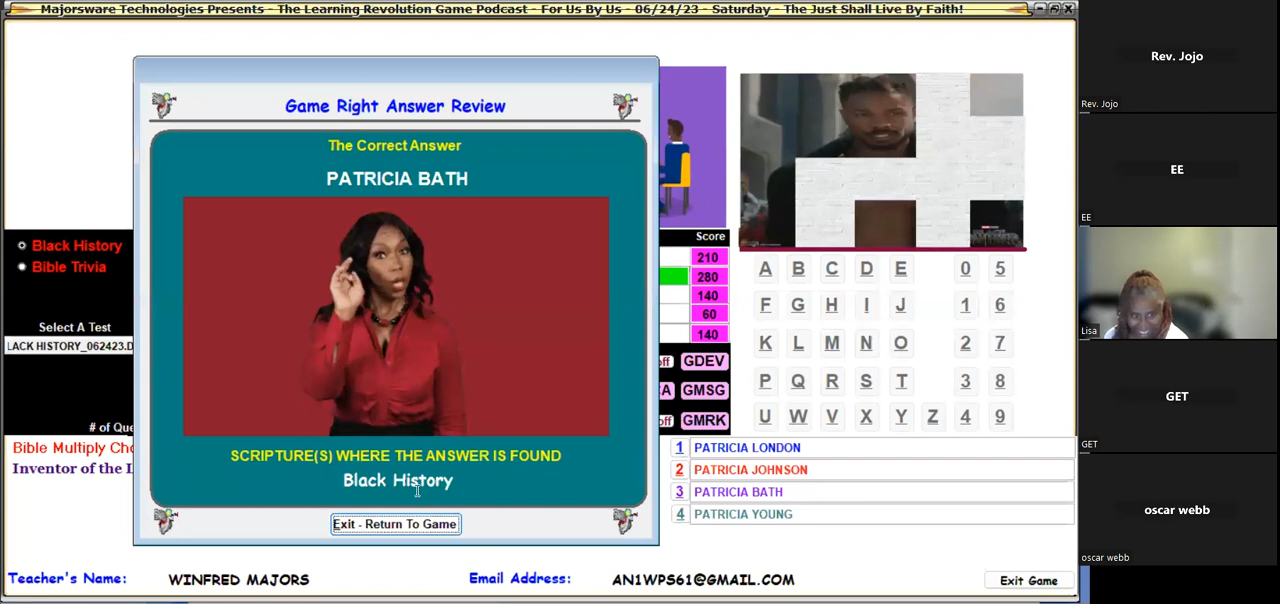 Majorsware Technologies Presents - The Learning Revolution Game Podcast - For Us By Us - 06/24/23 - Saturday - The Just Shall Live By Faith!
Game Right Answer Review
The Correct Answer
PATRICIA BATH
SCRIPTURE(S) WHERE THE ANSWER IS FOUND
Black History
Exit - Return To Game
Black History
Bible Trivia
Select A Test
LACK HISTORY_062423.D
# of Que
Bible Multiply Cho
Inventor of the
Score
210
280
140
60
140
off GDEV
A GMSG
off GMRK
A B C D E 0 5
F G H I J 1 6
K L M N O 2 7
P Q R S T 3 8
U W V X Y Z 4 9
1 PATRICIA LONDON
2 PATRICIA JOHNSON
3 PATRICIA BATH
4 PATRICIA YOUNG
Teacher's Name: WINFRED MAJORS Email Address: AN1WPS61@GMAIL.COM Exit Game
Rev. Jojo
Rev. Jojo
EE
EE
Lisa
GET
GET
oscar webb
oscar webb